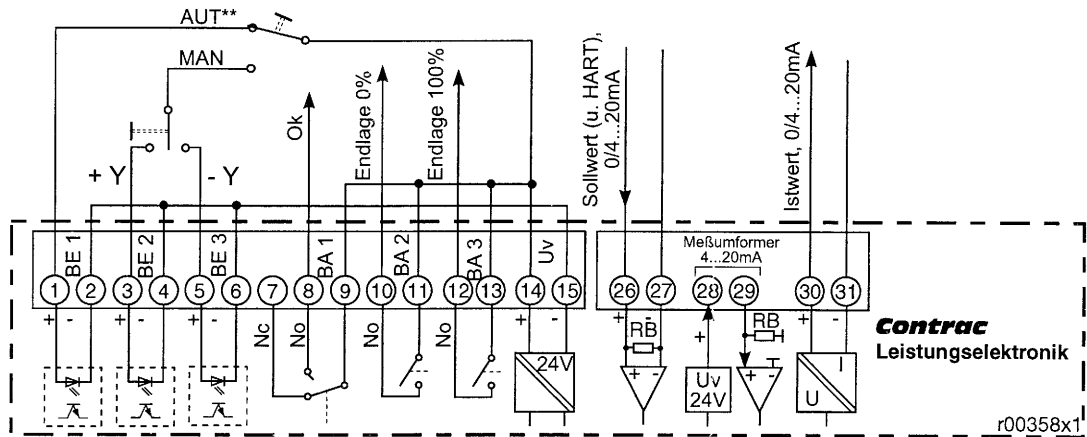 AUT**
MAN
+ Y
- Y
Ok
Endlage 0%
Endlage 100%
Sollwert (u. HART),
0/4...20mA
Istwert, 0/4...20mA
BE 1
BE 2
BE 3
BA 1
BA 2
BA 3
Uv
Meßumformer
4...20mA
1 2 3 4 5 6 7 8 9 10 11 12 13 14 15 26 27 28 29 30 31
+ - + - + - + - + - + -
Nc
No
No
No
24V
RB
+ -
+
Uv
24V
RB
+ -
I
U
Contrac
Leistungselektronik
r00358x1